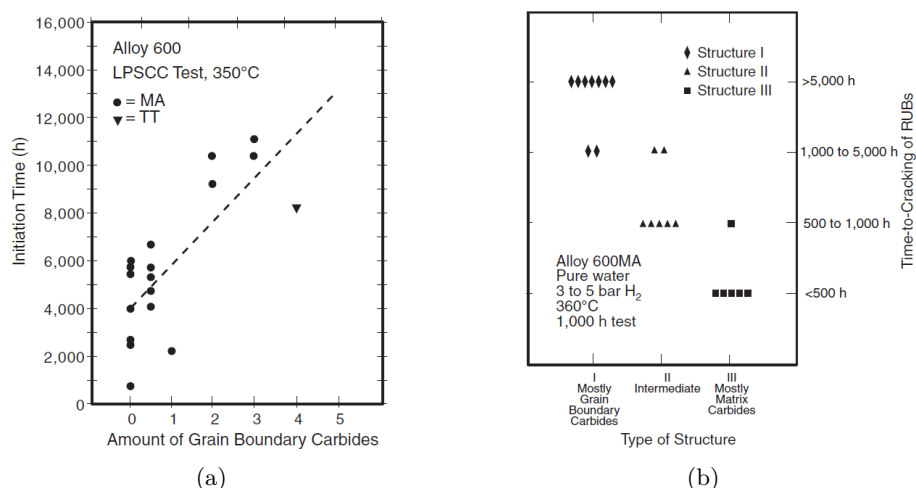 16,000
14,000
12,000
10,000
8,000
6,000
4,000
2,000
0
Initiation Time (h)
Alloy 600
LPSCC Test, 350°C
● = MA
▼ = TT
0 1 2 3 4 5
Amount of Grain Boundary Carbides
(a)
♦ Structure I
▲ Structure II
■ Structure III
>5,000 h
1,000 to 5,000 h
500 to 1,000 h
<500 h
Time-to-Cracking of RUBs
Alloy 600MA
Pure water
3 to 5 bar H₂
360°C
1,000 h test
I
Mostly
Grain
Boundary
Carbides
II
Intermediate
III
Mostly
Matrix
Carbides
Type of Structure
(b)